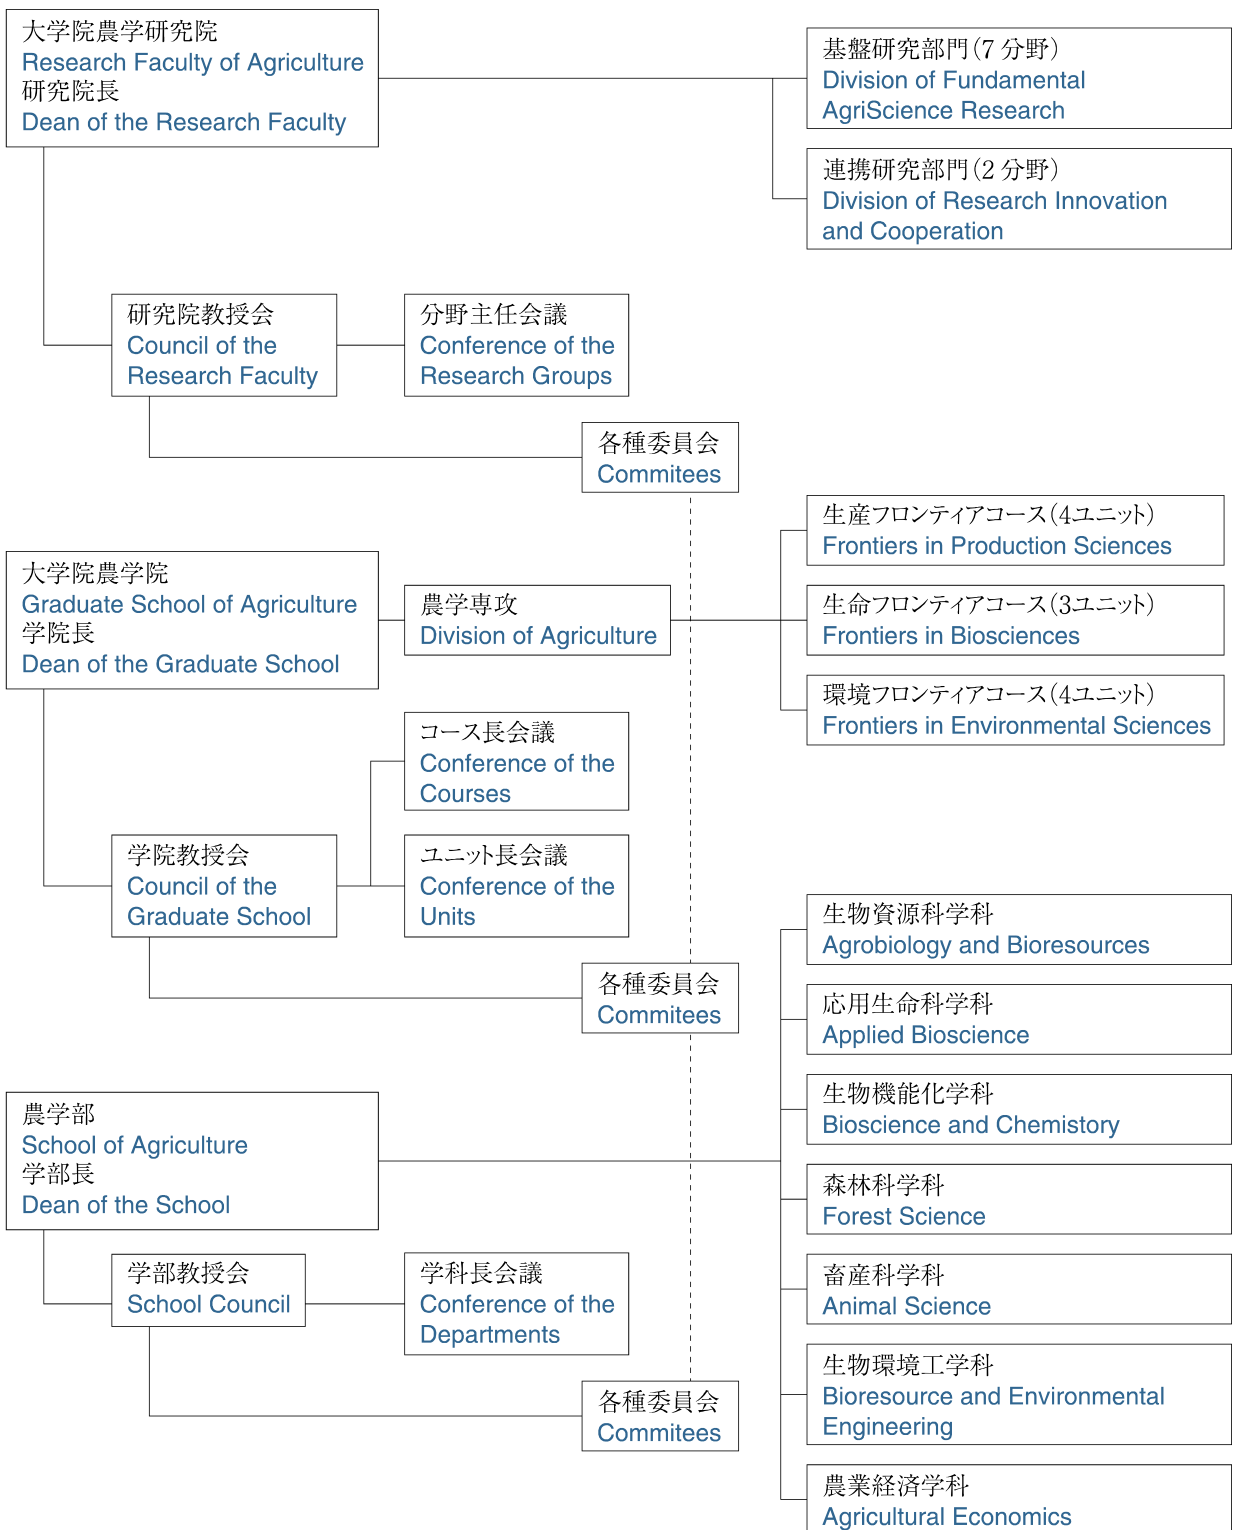 大学院農学研究院
Research Faculty of Agriculture
研究院長
Dean of the Research Faculty
基盤研究部門(7 分野)
Division of Fundamental
AgriScience Research
連携研究部門(2 分野)
Division of Research Innovation
and Cooperation
研究院教授会
Council of the
Research Faculty
分野主任会議
Conference of the
Research Groups
各種委員会
Commitees
大学院農学院
Graduate School of Agriculture
学院長
Dean of the Graduate School
農学専攻
Division of Agriculture
生産フロンティアコース(4ユニット)
Frontiers in Production Sciences
生命フロンティアコース(3ユニット)
Frontiers in Biosciences
環境フロンティアコース(4ユニット)
Frontiers in Environmental Sciences
コース長会議
Conference of the
Courses
学院教授会
Council of the
Graduate School
ユニット長会議
Conference of the
Units
各種委員会
Commitees
農学部
School of Agriculture
学部長
Dean of the School
生物資源科学科
Agrobiology and Bioresources
応用生命科学科
Applied Bioscience
生物機能化学科
Bioscience and Chemistory
森林科学科
Forest Science
畜産科学科
Animal Science
生物環境工学科
Bioresource and Environmental
Engineering
農業経済学科
Agricultural Economics
学部教授会
School Council
学科長会議
Conference of the
Departments
各種委員会
Commitees